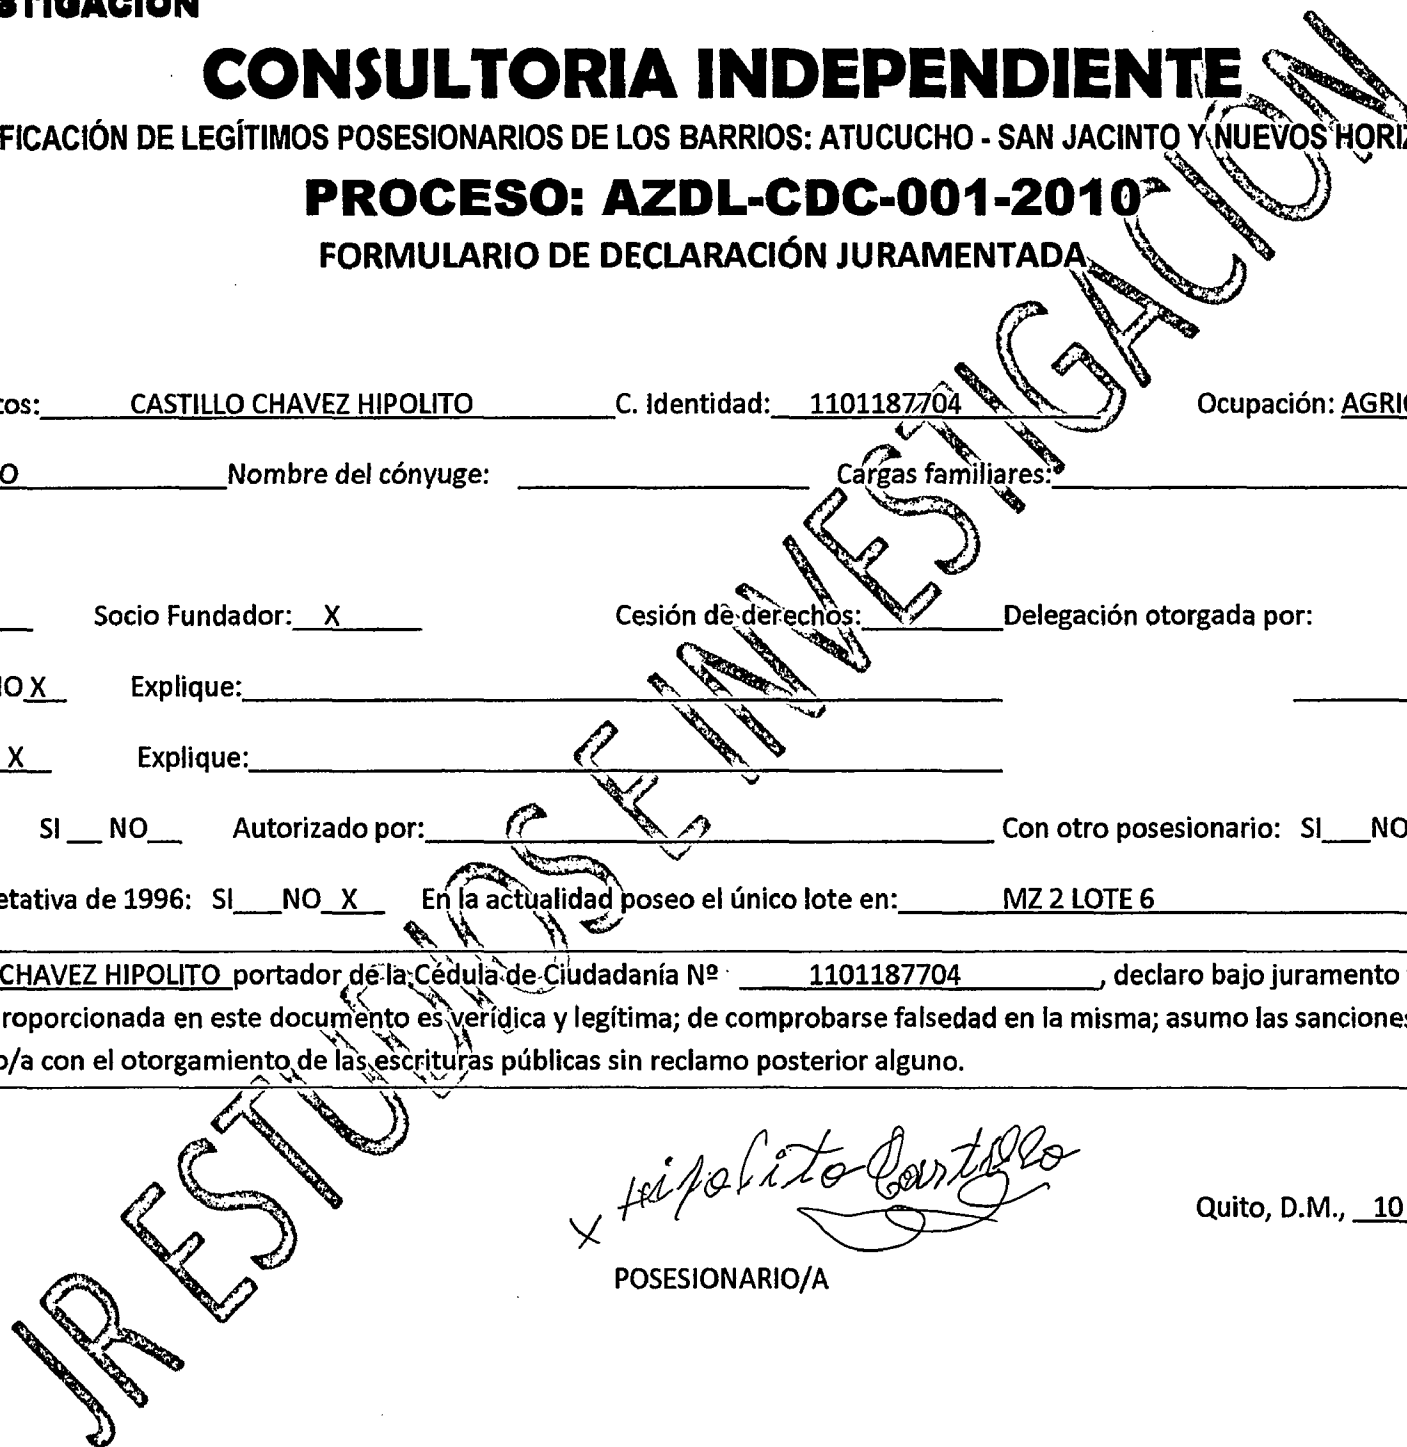 STIGACIÓN
CONSULTORIA INDEPENDIENTE
FICACIÓN DE LEGÍTIMOS POSESIONARIOS DE LOS BARRIOS: ATUCUCHO - SAN JACINTO Y NUEVOS HORIZ
PROCESO: AZDL-CDC-001-2010
FORMULARIO DE DECLARACIÓN JURAMENTADA
cos: CASTILLO CHAVEZ HIPOLITO C. Identidad: 1101187704 Ocupación: AGRIC
O Nombre del cónyuge: Cargas familiares:
Socio Fundador: X Cesión de derechos: Delegación otorgada por:
IO X Explique:
X Explique:
SI NO Autorizado por: Con otro posesionario: SI NO
etativa de 1996: SI NO X En la actualidad poseo el único lote en: MZ 2 LOTE 6
CHAVEZ HIPOLITO portador de la Cédula de Ciudadanía Nº 1101187704, declaro bajo juramento
roporcionada en este documento es verídica y legítima; de comprobarse falsedad en la misma; asumo las sanciones
o/a con el otorgamiento de las escrituras públicas sin reclamo posterior alguno.
x Hipolito Castillo
Quito, D.M., 10
POSESIONARIO/A
JR ESTUDIOS E INVESTIGACION